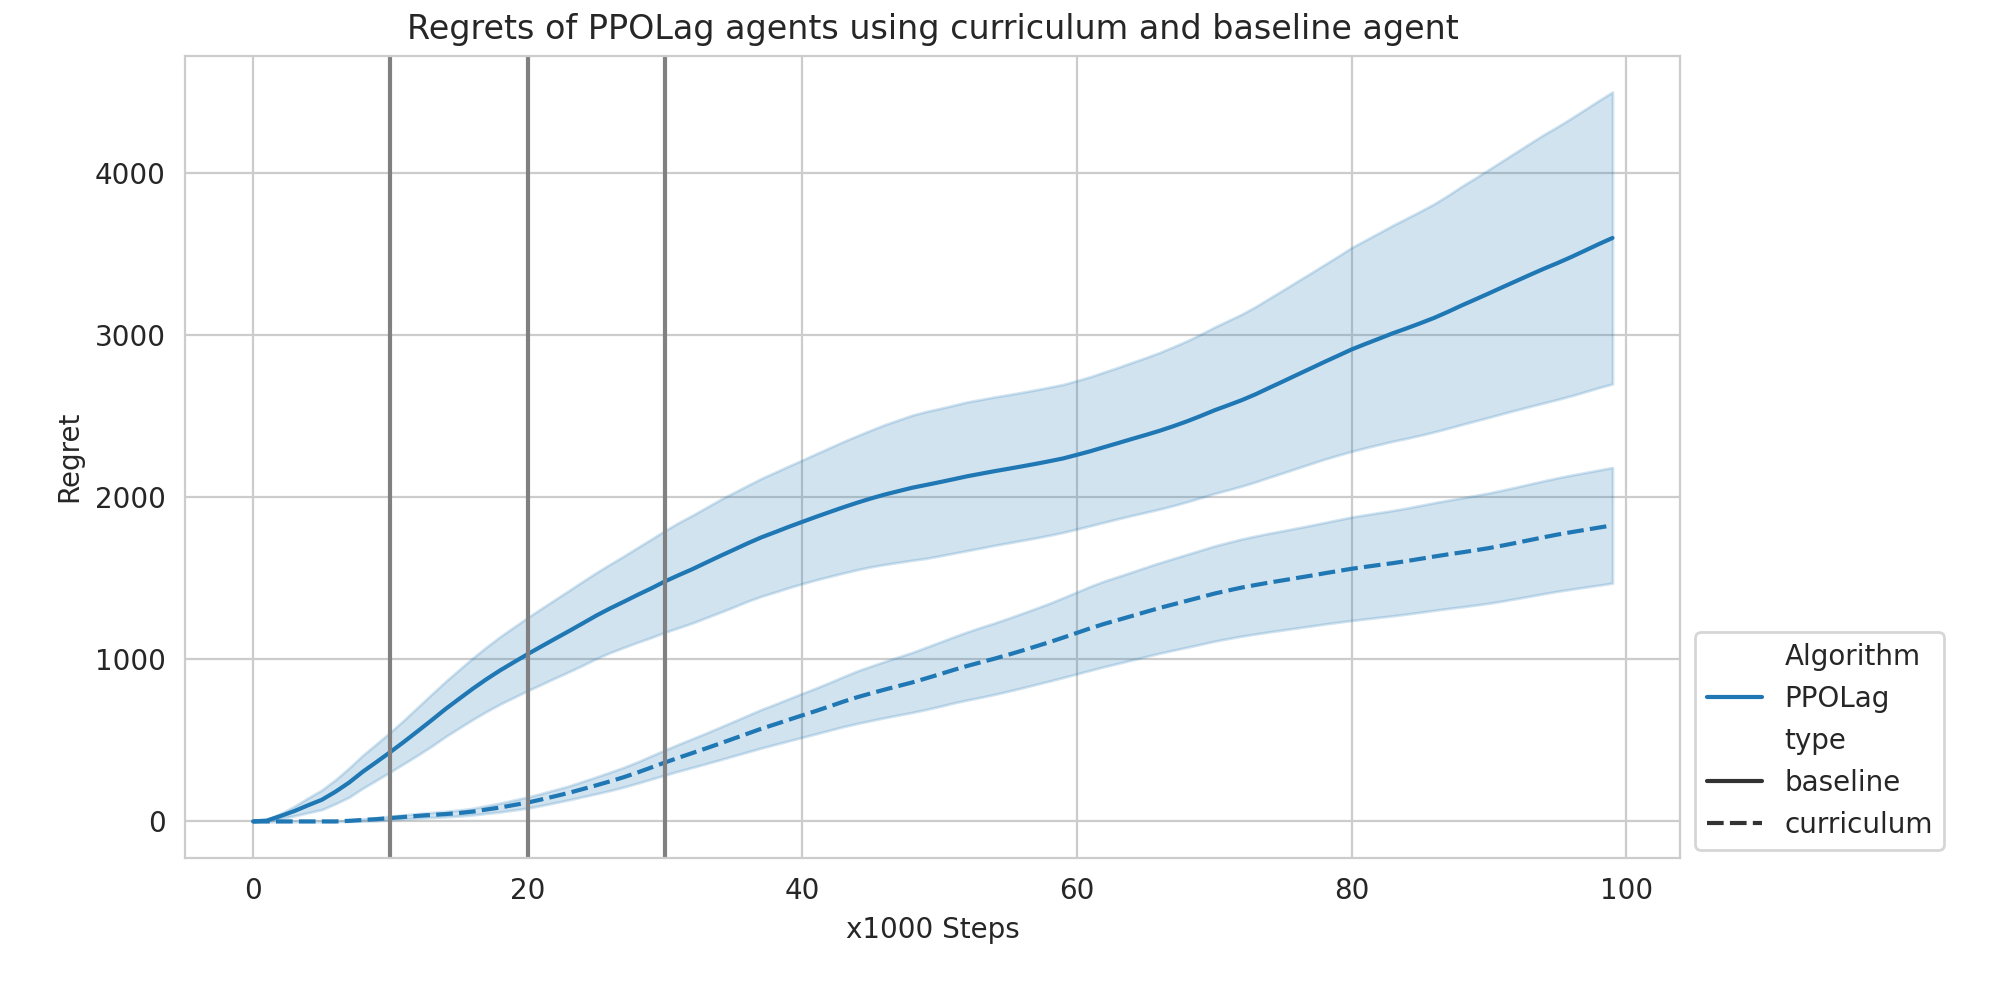 Regrets of PPOLag agents using curriculum and baseline agent
Regret
4000
3000
2000
1000
0
0 20 40 60 80 100
x1000 Steps
Algorithm
PPOLag
type
baseline
curriculum